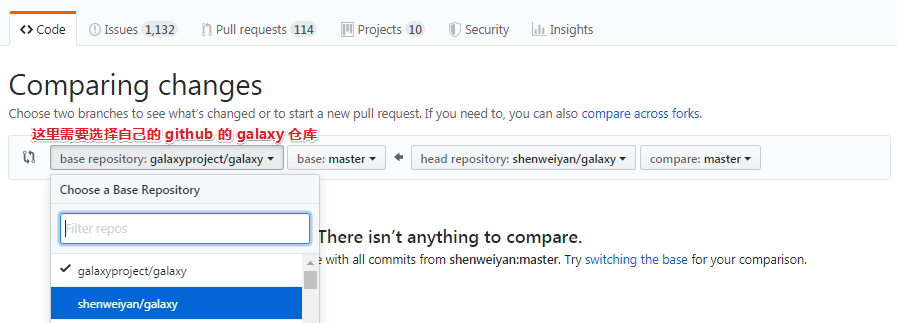 Code Issues 1,132 Pull requests 114 Projects 10 Security Insights
Comparing changes
Choose two branches to see what's changed or to start a new pull request. If you need to, you can also compare across forks.
这里需要选择自己的 github 的 galaxy 仓库
base repository: galaxyproject/galaxy base: master head repository: shenweiyan/galaxy compare: master
Choose a Base Repository
Filter repos
There isn't anything to compare.
e with all commits from shenweiyan:master. Try switching the base for your comparison.
galaxyproject/galaxy
shenweiyan/galaxy